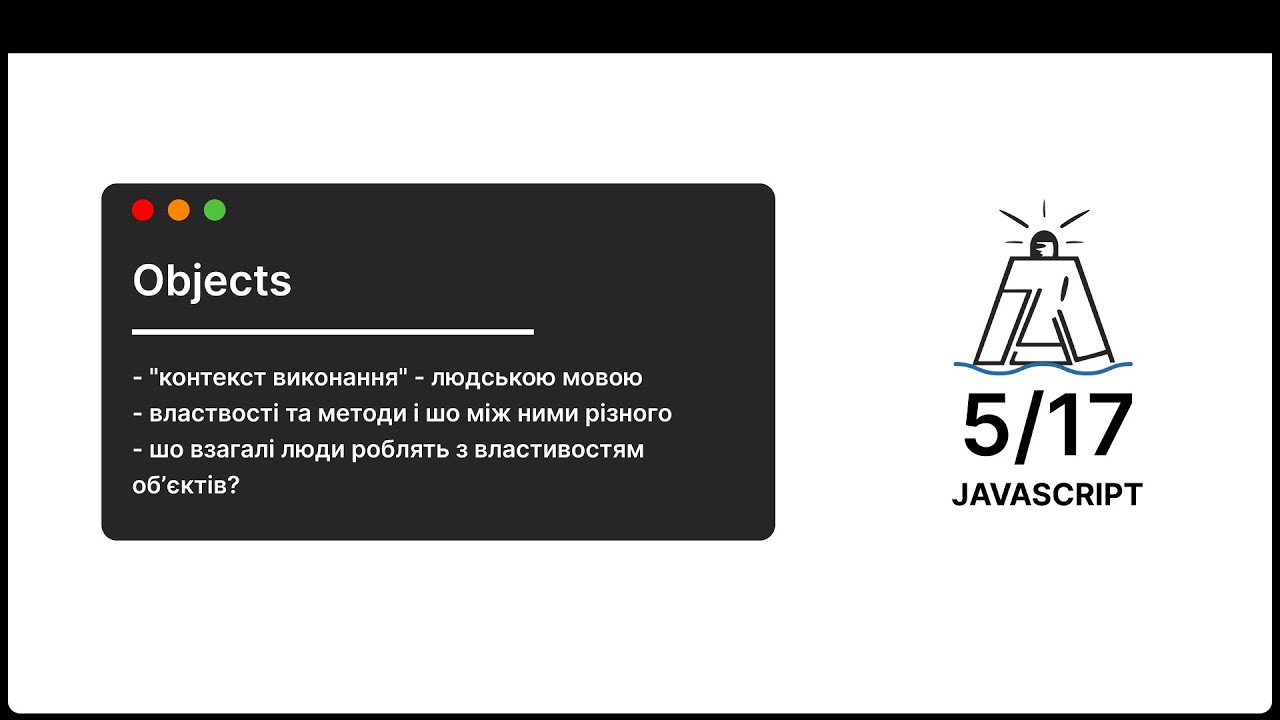 Objects
- "контекст виконання" - людською мовою
- властвості та методи і шо між ними різного
- шо взагалі люди роблять з властивостям
об’єктів?
5/17
JAVASCRIPT